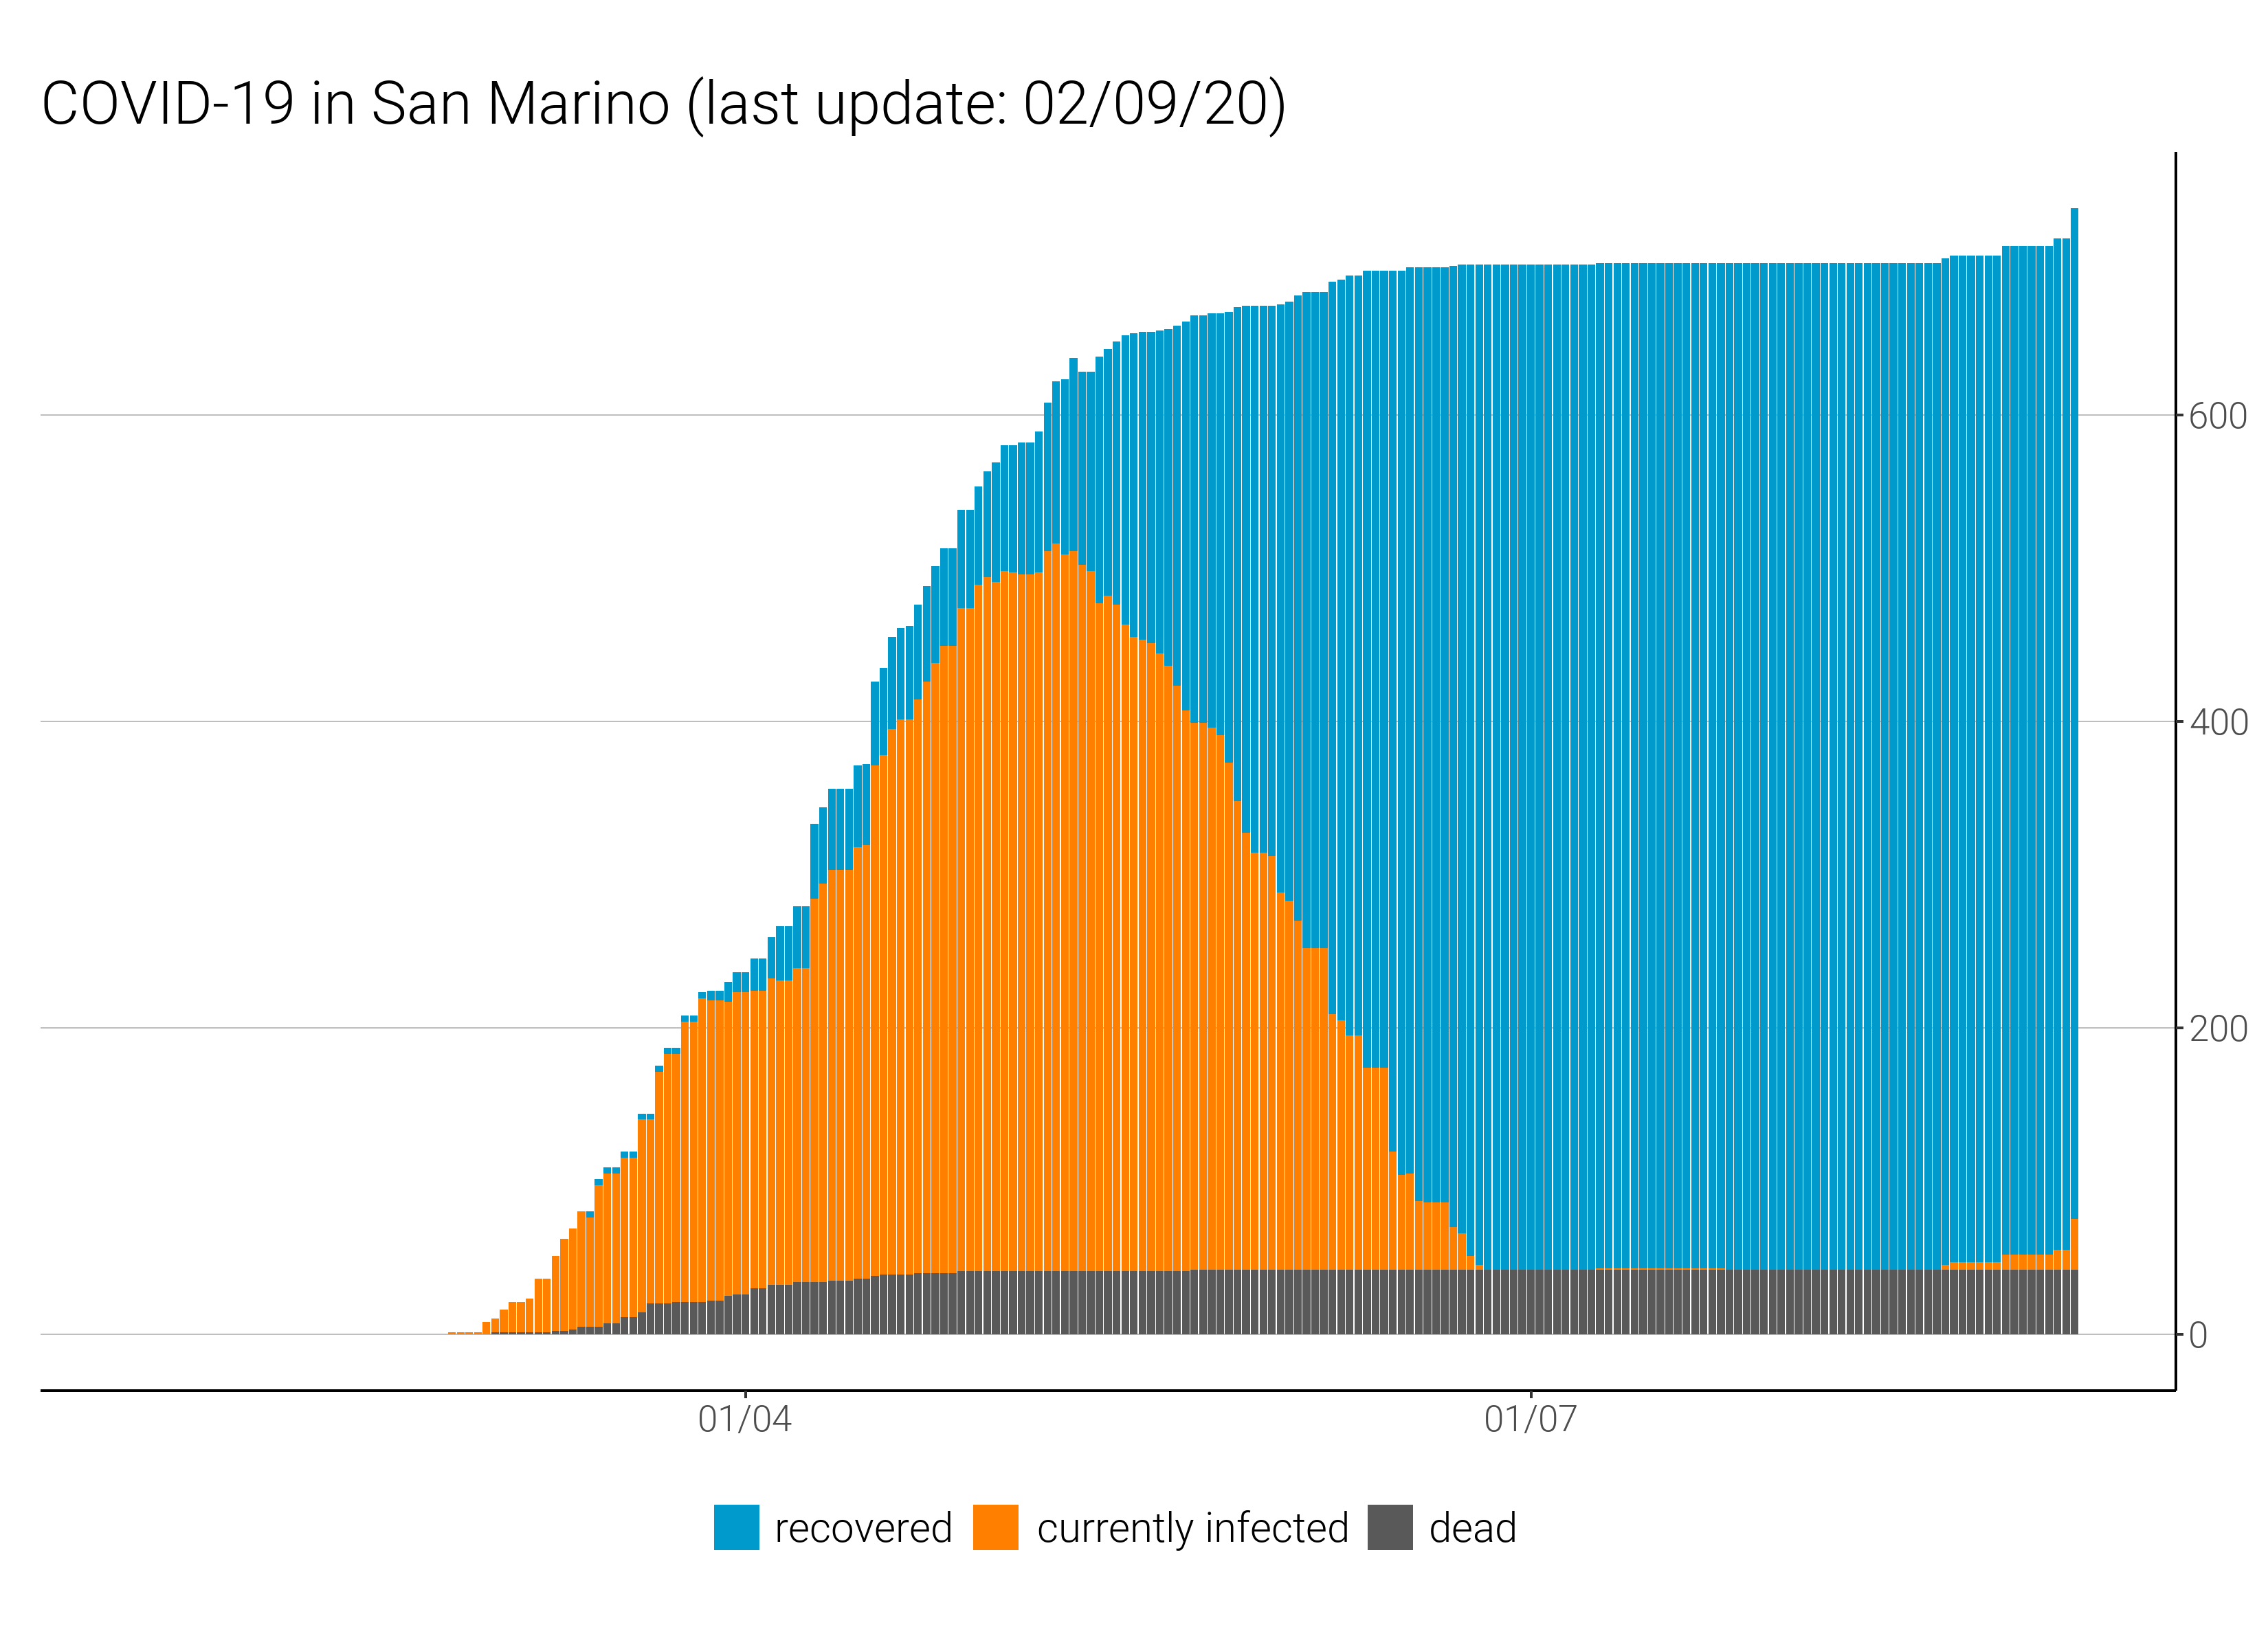 COVID-19 in San Marino (last update: 02/09/20)
600
400
200
0
01/04 01/07
recovered currently infected dead